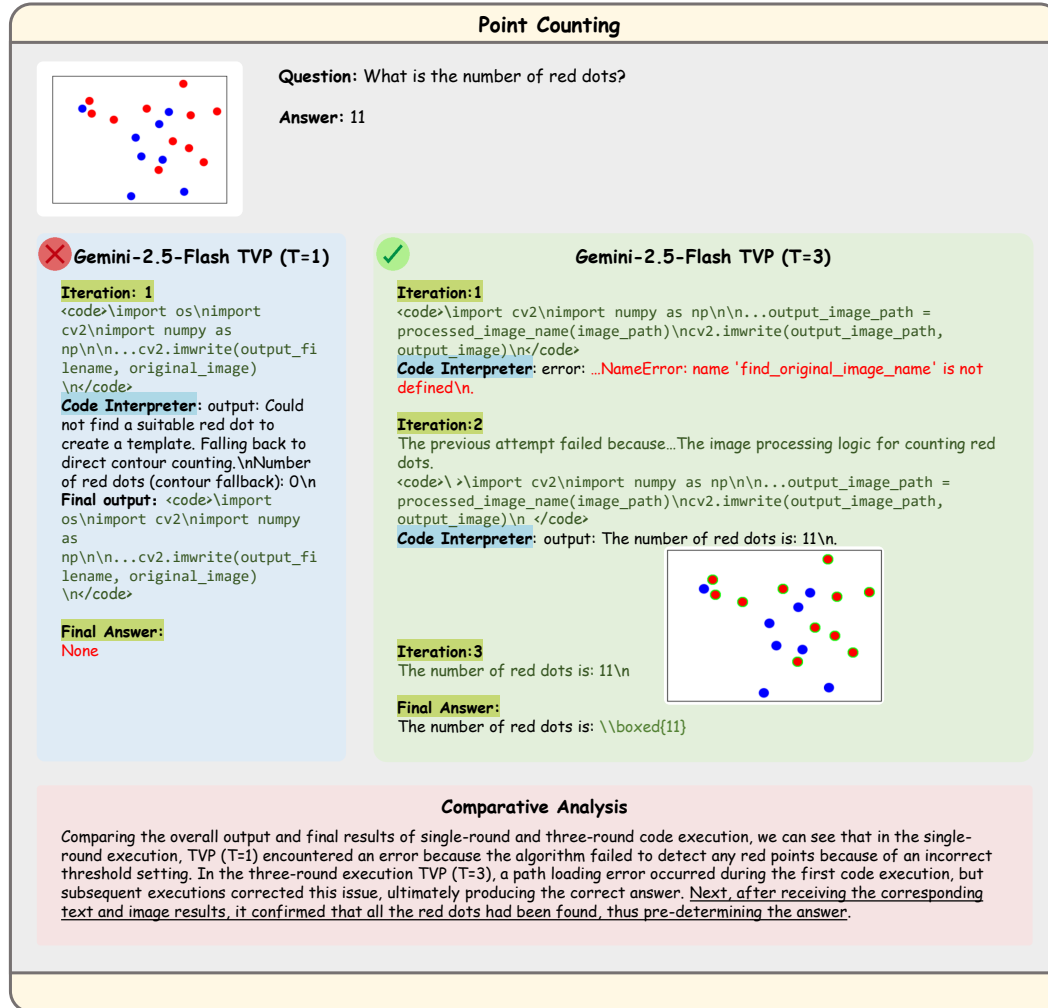 Point Counting
Question: What is the number of red dots?
Answer: 11
Gemini-2.5-Flash TVP (T=1)
Iteration: 1
<code>\import os\nimport
cv2\nimport numpy as
np\n\n...cv2.imwrite(output_fi
lename, original_image)
\n</code>
Code Interpreter: output: Could
not find a suitable red dot to
create a template. Falling back to
direct contour counting.\nNumber
of red dots (contour fallback): 0\n
Final output: <code>\import
os\nimport cv2\nimport numpy
as
np\n\n...cv2.imwrite(output_fi
lename, original_image)
\n</code>
Final Answer:
None
Gemini-2.5-Flash TVP (T=3)
Iteration:1
<code>\import cv2\nimport numpy as np\n\n...output_image_path =
processed_image_name(image_path)\ncv2.imwrite(output_image_path,
output_image)\n</code>
Code Interpreter: error: …NameError: name 'find_original_image_name' is not
defined\n.
Iteration:2
The previous attempt failed because…The image processing logic for counting red
dots.
<code>\ >\import cv2\nimport numpy as np\n\n...output_image_path =
processed_image_name(image_path)\ncv2.imwrite(output_image_path,
output_image)\n </code>
Code Interpreter: output: The number of red dots is: 11\n.
Iteration:3
The number of red dots is: 11\n
Final Answer:
The number of red dots is: \\boxed{11}
Comparative Analysis
Comparing the overall output and final results of single-round and three-round code execution, we can see that in the single-
round execution, TVP (T=1) encountered an error because the algorithm failed to detect any red points because of an incorrect
threshold setting. In the three-round execution TVP (T=3), a path loading error occurred during the first code execution, but
subsequent executions corrected this issue, ultimately producing the correct answer. Next, after receiving the corresponding
text and image results, it confirmed that all the red dots had been found, thus pre-determining the answer.